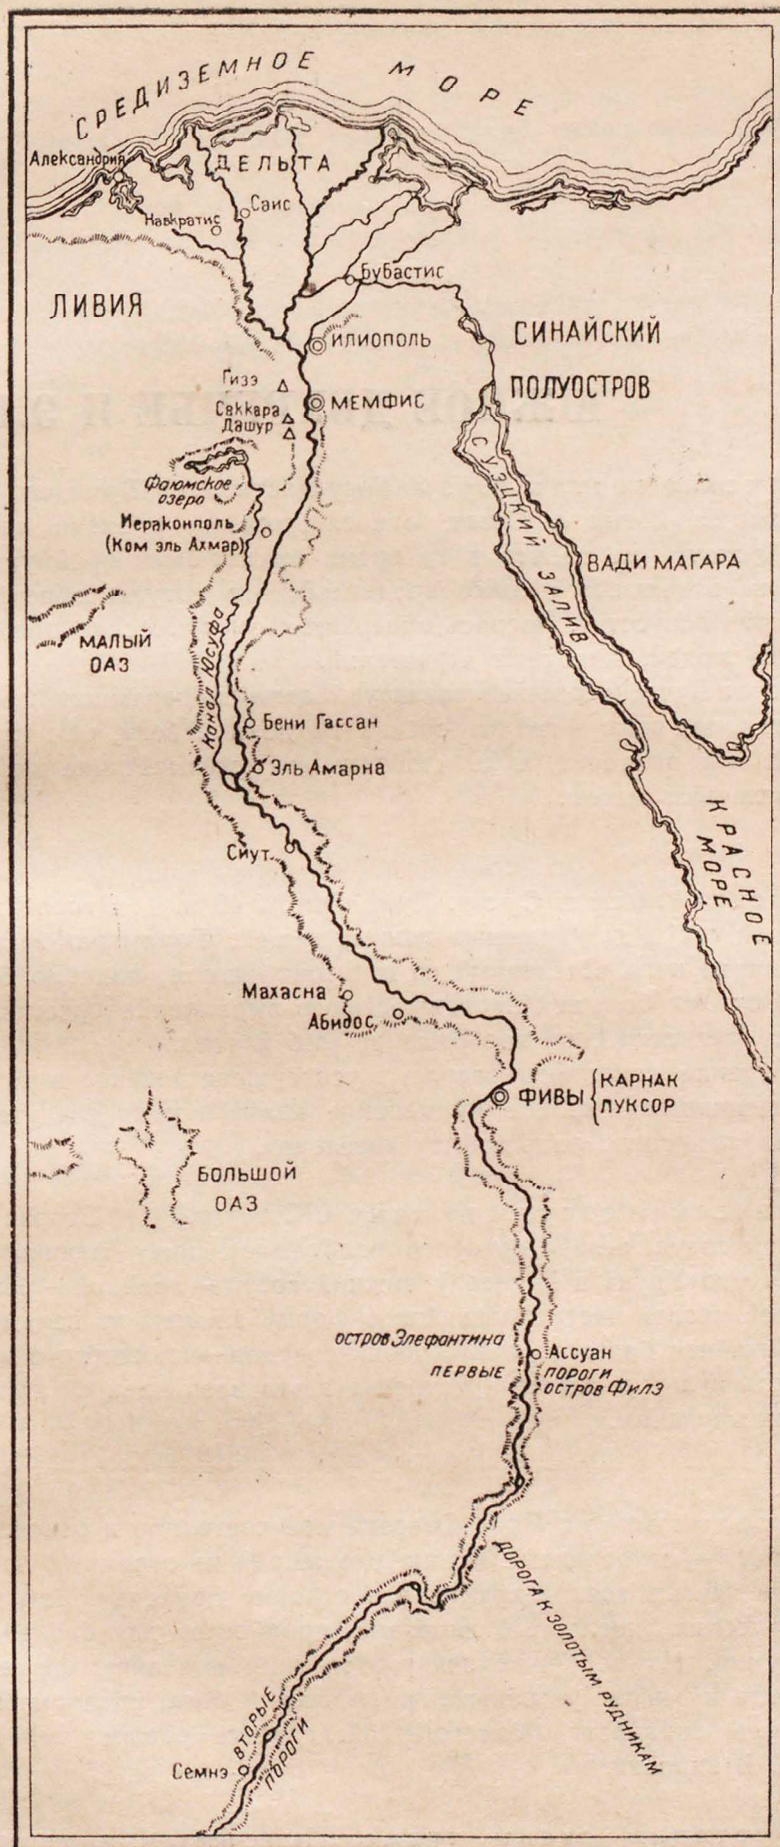 СРЕДИЗЕМНОЕ МОРЕ
Александрия
ДЕЛЬТА
Навкратис
Саис
Бубастис
ЛИВИЯ
ИЛИОПОЛЬ
СИНАЙСКИЙ
ПОЛУОСТРОВ
Гизэ
МЕМФИС
Саккара
Дашур
Фаюмское
озеро
СУЭЦКИЙ ЗАЛИВ
Иераконполь
(Ком эль Ахмар)
ВАДИ МАГАРА
МАЛЫЙ
ОАЗ
Канал Юсуфа
Бени Гассан
Эль Амарна
КРАСНОЕ
МОРЕ
Сиут
Махасна
Абидос
ФИВЫ
КАРНАК
ЛУКСОР
БОЛЬШОЙ
ОАЗ
остров Элефантина
Ассуан
ПЕРВЫЕ ПОРОГИ
остров Филэ
ДОРОГА К ЗОЛОТЫМ РУДНИКАМ
ВТОРЫЕ
ПОРОГИ
Семнэ